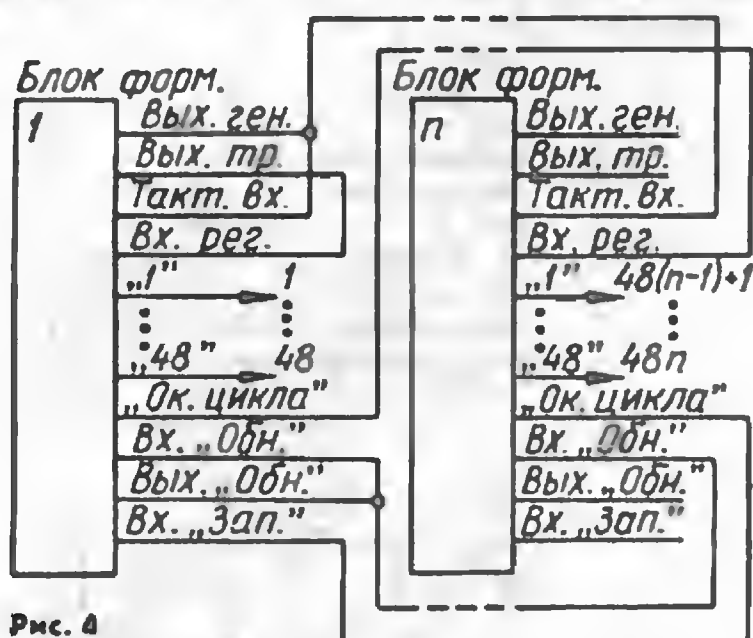 Блок форм.
1
Вых. ген.
Вых. тр.
Такт. вх.
Вх. рег.
„1" 1
„48" 48
„Ок. цикла"
Вх. „Обн."
Вых. „Обн."
Вх. „Зап."
Блок форм.
n
Вых. ген.
Вых. тр.
Такт. вх.
Вх. рег.
„1" 48(n-1)+1
„48" 48n
„Ок. цикла"
Вх. „Обн."
Вых. „Обн."
Вх. „Зап."
Рис. 4